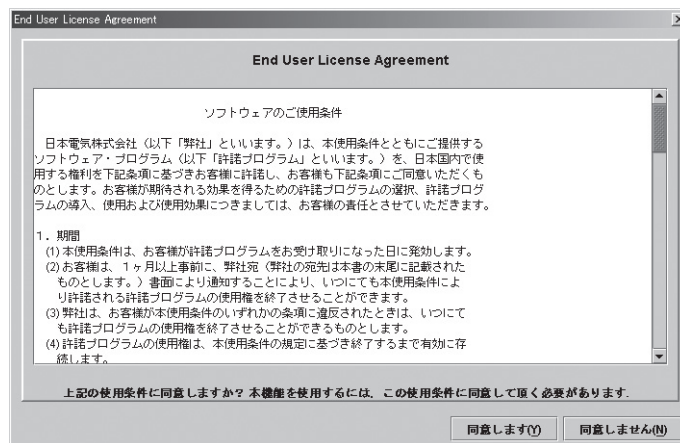 End User License Agreement
End User License Agreement
ソフトウェアのご使用条件
日本電気株式会社（以下「弊社」といいます。）は、本使用条件とともにご提供する
ソフトウェア・プログラム（以下「許諾プログラム」といいます。）を、日本国内で使
用する権利を下記条項に基づきお客様に許諾し、お客様も下記条項にご同意いただくも
のとします。お客様が期待される効果を得るための許諾プログラムの選択、許諾プログ
ラムの導入、使用および使用効果につきましては、お客様の責任とさせていただきます。
１．期間
(1) 本使用条件は、お客様が許諾プログラムをお受け取りになった日に発効します。
(2) お客様は、１ヶ月以上事前に、弊社宛（弊社の宛先は本書の末尾に記載された
ものとします。）書面により通知することにより、いつにても本使用条件によ
り許諾される許諾プログラムの使用権を終了させることができます。
(3) 弊社は、お客様が本使用条件のいずれかの条項に違反されたときは、いつにて
も許諾プログラムの使用権を終了させることができるものとします。
(4) 許諾プログラムの使用権は、本使用条件の規定に基づき終了するまで有効に存
続します。
上記の使用条件に同意しますか？本機能を使用するには、この使用条件に同意して頂く必要があります.
同意します(Y) 同意しません(N)